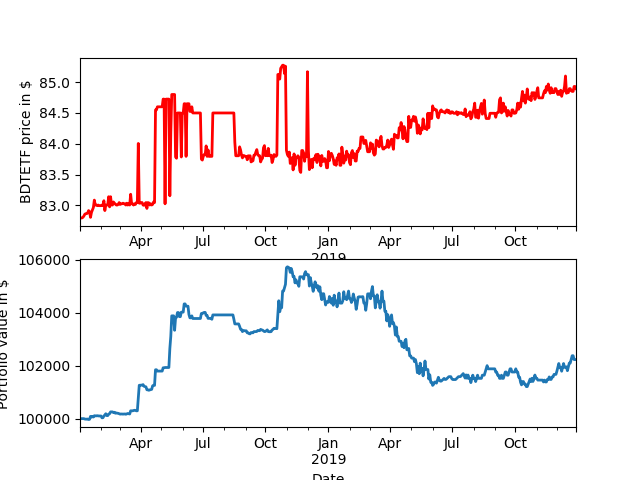 BDTETF price in $
85.0
84.5
84.0
83.5
83.0
Apr Jul Oct Jan Apr Jul Oct
2019
Portfolio value in $
106000
104000
102000
100000
Apr Jul Oct Jan Apr Jul Oct
2019
Date